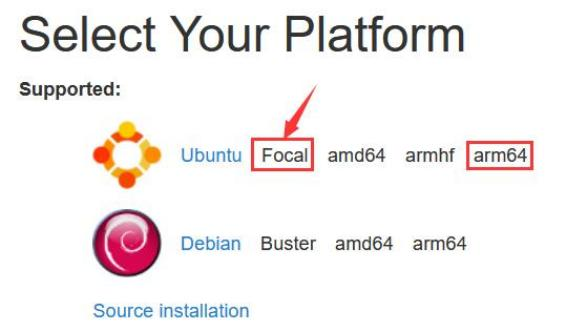 Select Your Platform
Supported:
Ubuntu Focal amd64 armhf arm64
Debian Buster amd64 arm64
Source installation